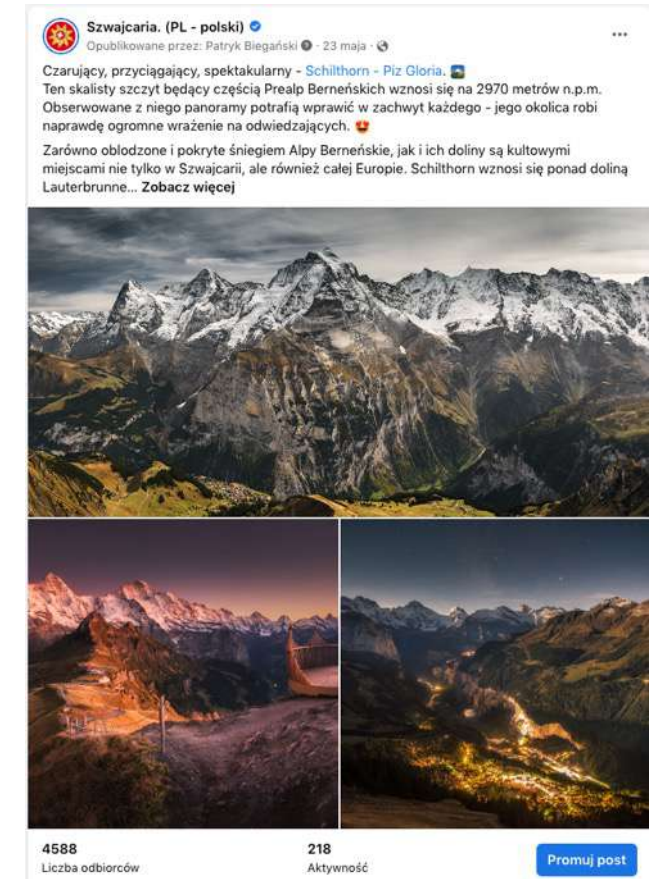 Szwajcaria. (PL - polski)
Opublikowane przez: Patryk Biegański · 23 maja ·
Czarujący, przyciągający, spektakularny - Schilthorn - Piz Gloria.
Ten skalisty szczyt będący częścią Prealp Berneńskich wznosi się na 2970 metrów n.p.m.
Obserwowane z niego panoramy potrafią wprawić w zachwyt każdego - jego okolica robi
naprawdę ogromne wrażenie na odwiedzających.
Zarówno oblodzone i pokryte śniegiem Alpy Berneńskie, jak i ich doliny są kultowymi
miejscami nie tylko w Szwajcarii, ale również całej Europie. Schilthorn wznosi się ponad doliną
Lauterbrunne... Zobacz więcej
4588
Liczba odbiorców
218
Aktywność
Promuj post